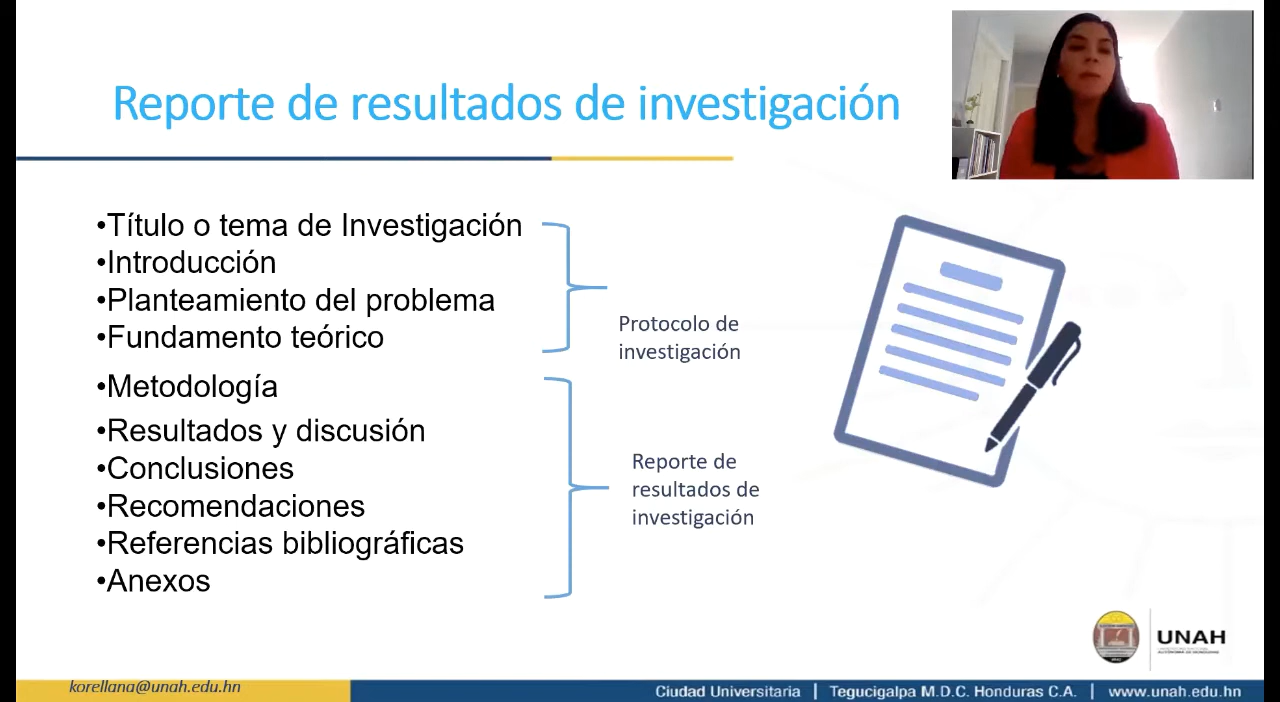 Reporte de resultados de investigación
•Título o tema de Investigación
•Introducción
•Planteamiento del problema
•Fundamento teórico
Protocolo de
investigación
•Metodología
•Resultados y discusión
•Conclusiones
•Recomendaciones
•Referencias bibliográficas
•Anexos
Reporte de
resultados de
investigación
UNAH
korellana@unah.edu.hn
Ciudad Universitaria | Tegucigalpa M.D.C. Honduras C.A. | www.unah.edu.hn